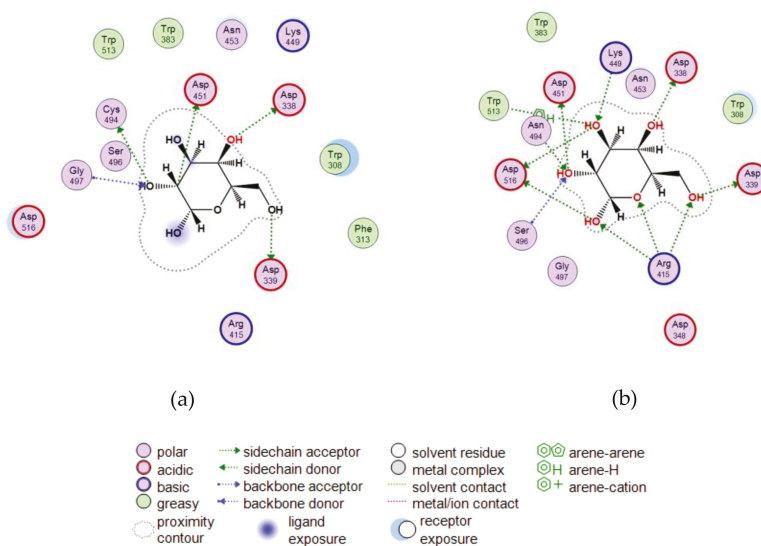 Trp
513
Trp
383
Asn
453
Lys
449
Asp
451
Asp
338
Cys
494
Ser
496
Gly
497
Asp
516
Trp
308
Phe
313
Asp
339
Arg
415
HO
OH
H
H
HO
H
H
O
HO
H
OH
(a)
Trp
383
Lys
449
Asp
338
Asp
451
Asn
453
Trp
513
H
Trp
308
Asn
494
Asp
516
Asp
339
Ser
496
Gly
497
Arg
415
Asp
348
HO
OH
H
H
HO
H
H
O
HO
H
OH
(b)
polar
acidic
basic
greasy
proximity
contour
sidechain acceptor
sidechain donor
backbone acceptor
backbone donor
ligand
exposure
solvent residue
metal complex
solvent contact
metal/ion contact
receptor
exposure
arene-arene
H arene-H
+ arene-cation